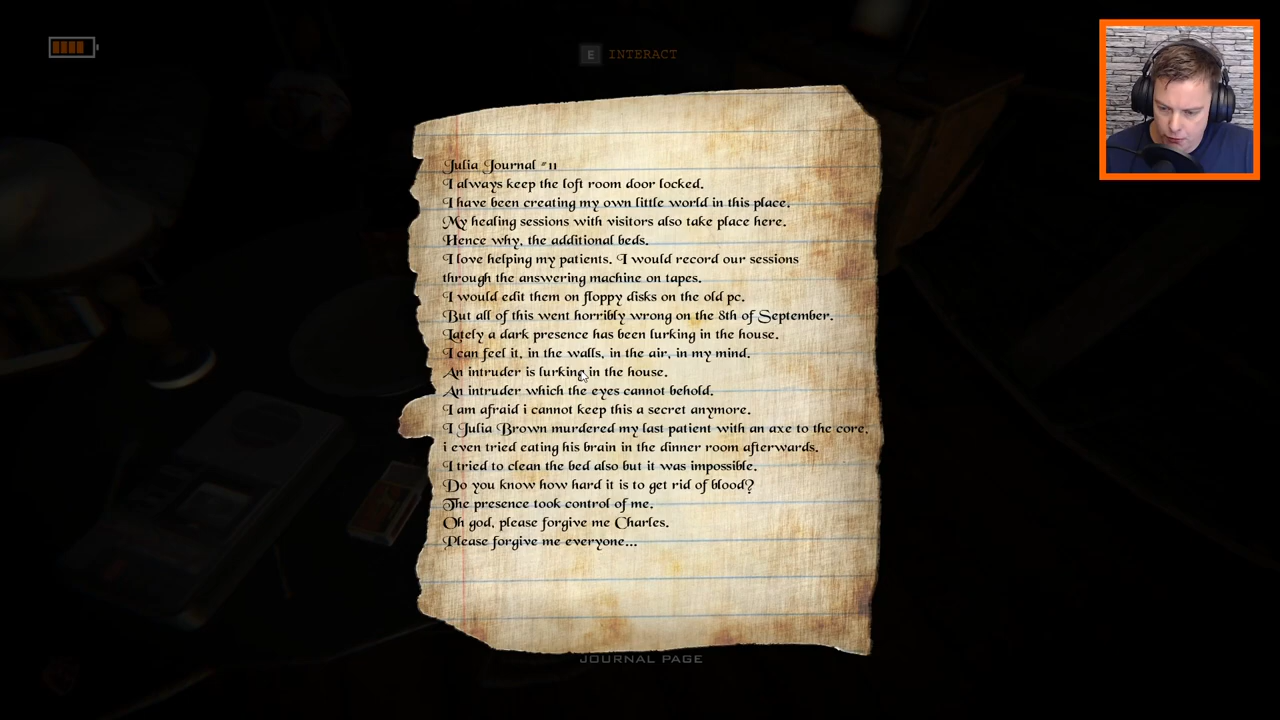 E INTERACT
Julia Journal #11
I always keep the loft room door locked.
I have been creating my own little world in this place.
My healing sessions with visitors also take place here.
Hence why, the additional beds.
I love helping my patients. I would record our sessions
through the answering machine on tapes.
I would edit them on floppy disks on the old pc.
But all of this went horribly wrong on the 8th of September.
Lately a dark presence has been lurking in the house.
I can feel it, in the walls, in the air, in my mind.
An intruder is lurking in the house.
An intruder which the eyes cannot behold.
I am afraid i cannot keep this a secret anymore.
I Julia Brown murdered my last patient with an axe to the core,
i even tried eating his brain in the dinner room afterwards.
I tried to clean the bed also but it was impossible.
Do you know how hard it is to get rid of blood?
The presence took control of me.
Oh god, please forgive me Charles.
Please forgive me everyone...
JOURNAL PAGE